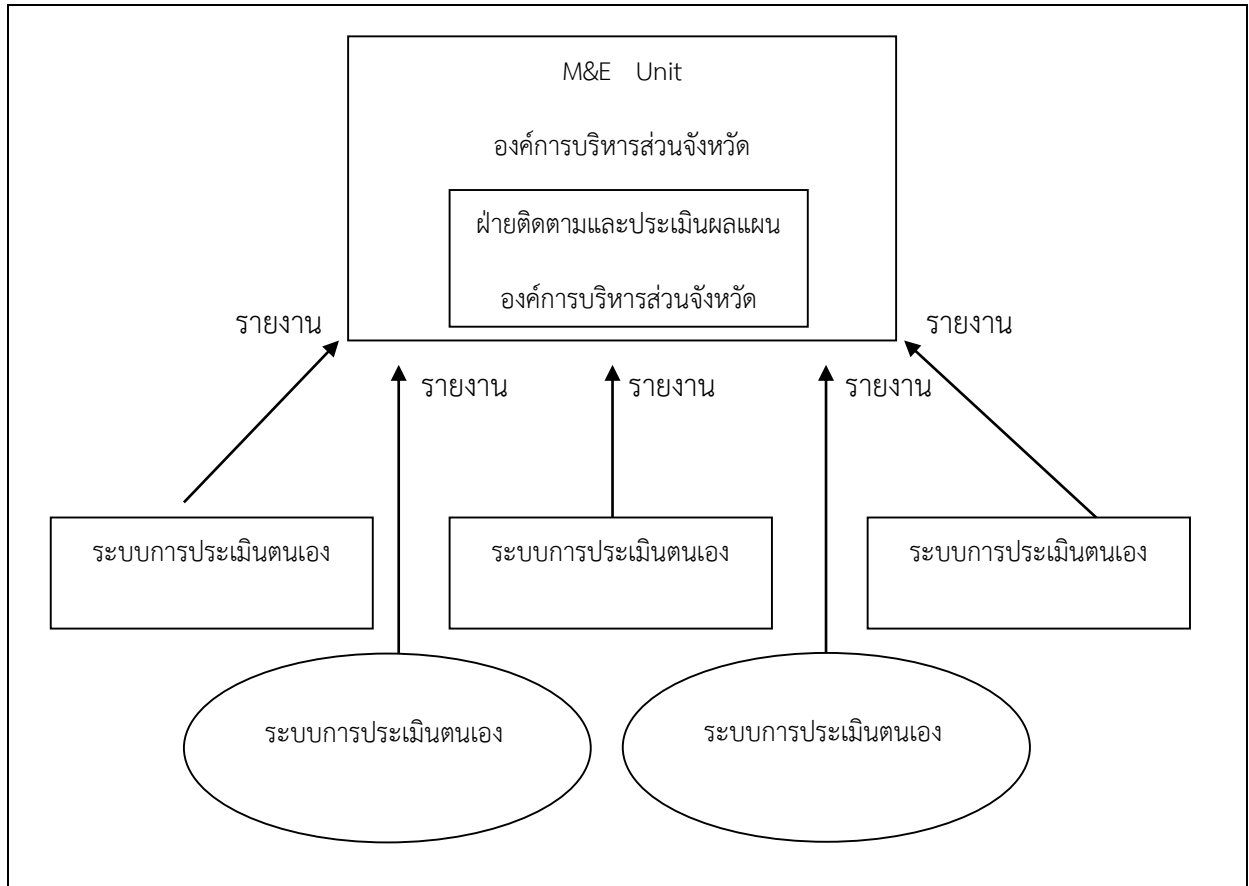 M&E Unit
องค์การบริหารส่วนจังหวัด
ฝ่ายติดตามและประเมินผลแผน
องค์การบริหารส่วนจังหวัด
รายงาน
รายงาน
รายงาน
รายงาน
รายงาน
ระบบการประเมินตนเอง
ระบบการประเมินตนเอง
ระบบการประเมินตนเอง
ระบบการประเมินตนเอง
ระบบการประเมินตนเอง